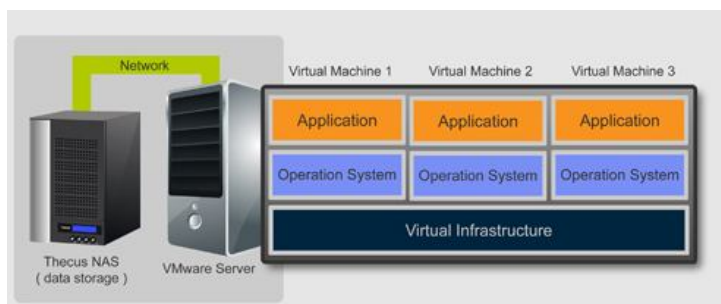 Network
Virtual Machine 1
Virtual Machine 2
Virtual Machine 3
Application
Application
Application
Operation System
Operation System
Operation System
Virtual Infrastructure
Thecus NAS
( data storage )
VMware Server